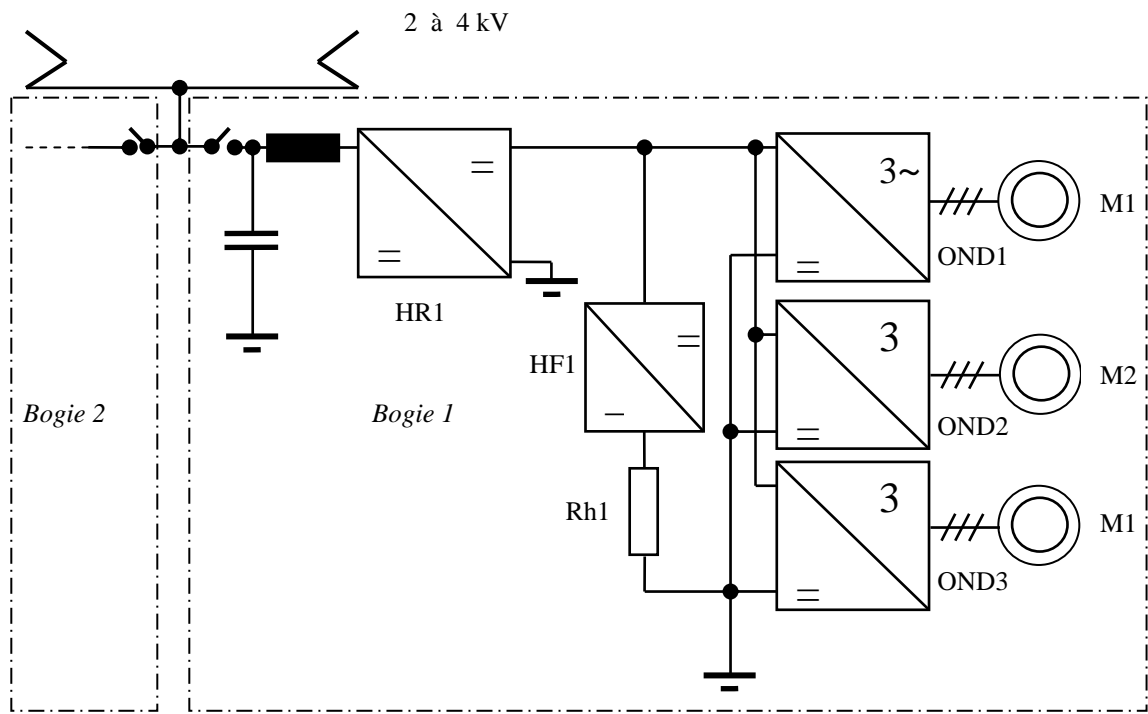 2 à 4 kV
=
=
HR1
3~
=
OND1
M1
HF1
=
–
3
=
OND2
M2
Bogie 2
Bogie 1
Rh1
3
=
OND3
M1